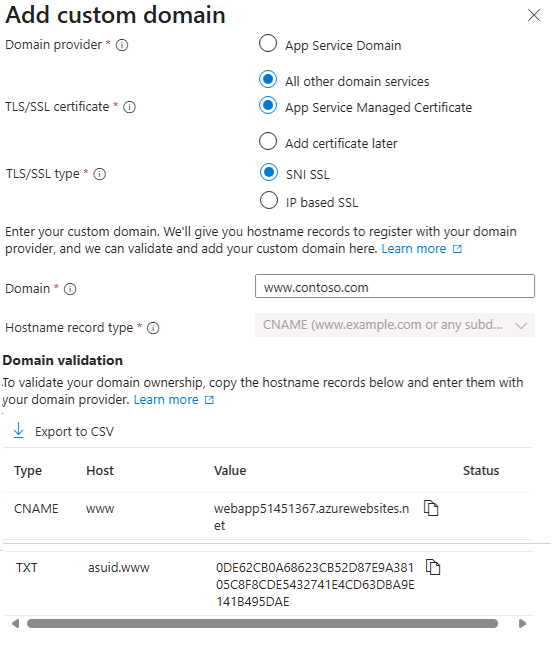 Add custom domain
Domain provider * App Service Domain
All other domain services
TLS/SSL certificate * App Service Managed Certificate
Add certificate later
TLS/SSL type * SNI SSL
IP based SSL
Enter your custom domain. We'll give you hostname records to register with your domain
provider, and we can validate and add your custom domain here. Learn more
Domain * www.contoso.com
Hostname record type * CNAME (www.example.com or any subd...
Domain validation
To validate your domain ownership, copy the hostname records below and enter them with
your domain provider. Learn more
Export to CSV
Type Host Value Status
CNAME www webapp51451367.azurewebsites.n
et
TXT asuid.www 0DE62CB0A68623CB52D87E9A381
05C8F8CDE5432741E4CD63DBA9E
141B495DAE